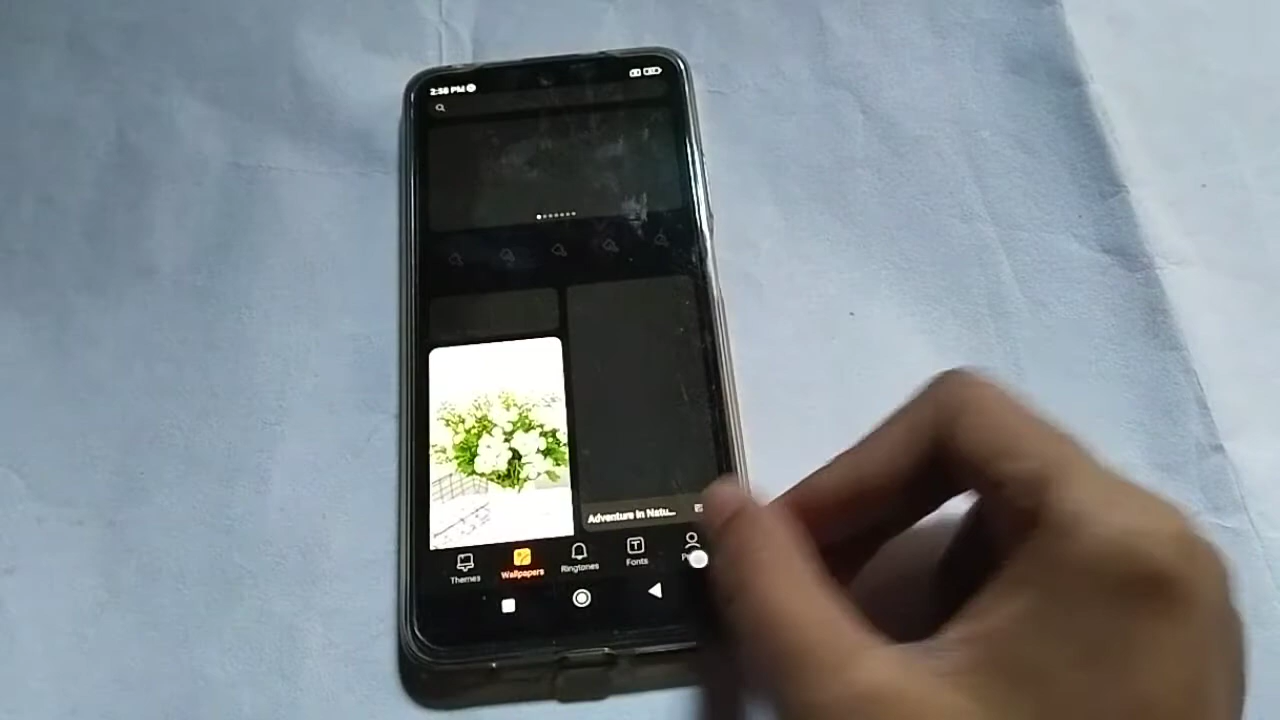 2:58 PM
Adventure In Natu...
Themes
Wallpapers
Ringtones
Fonts